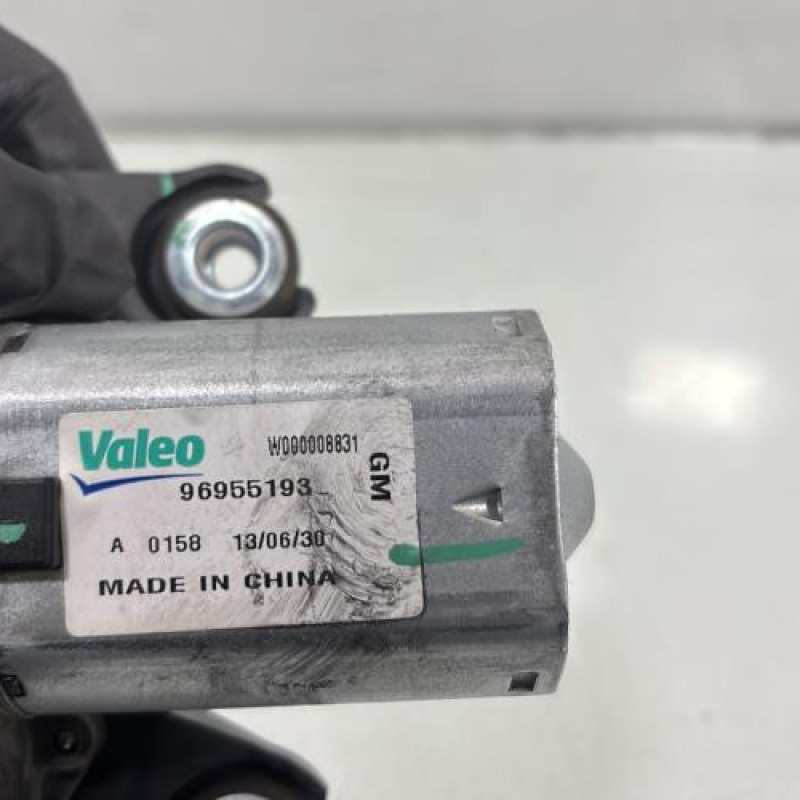 Valeo W000008831
96955193
GM
A 0158 13/06/30
MADE IN CHINA